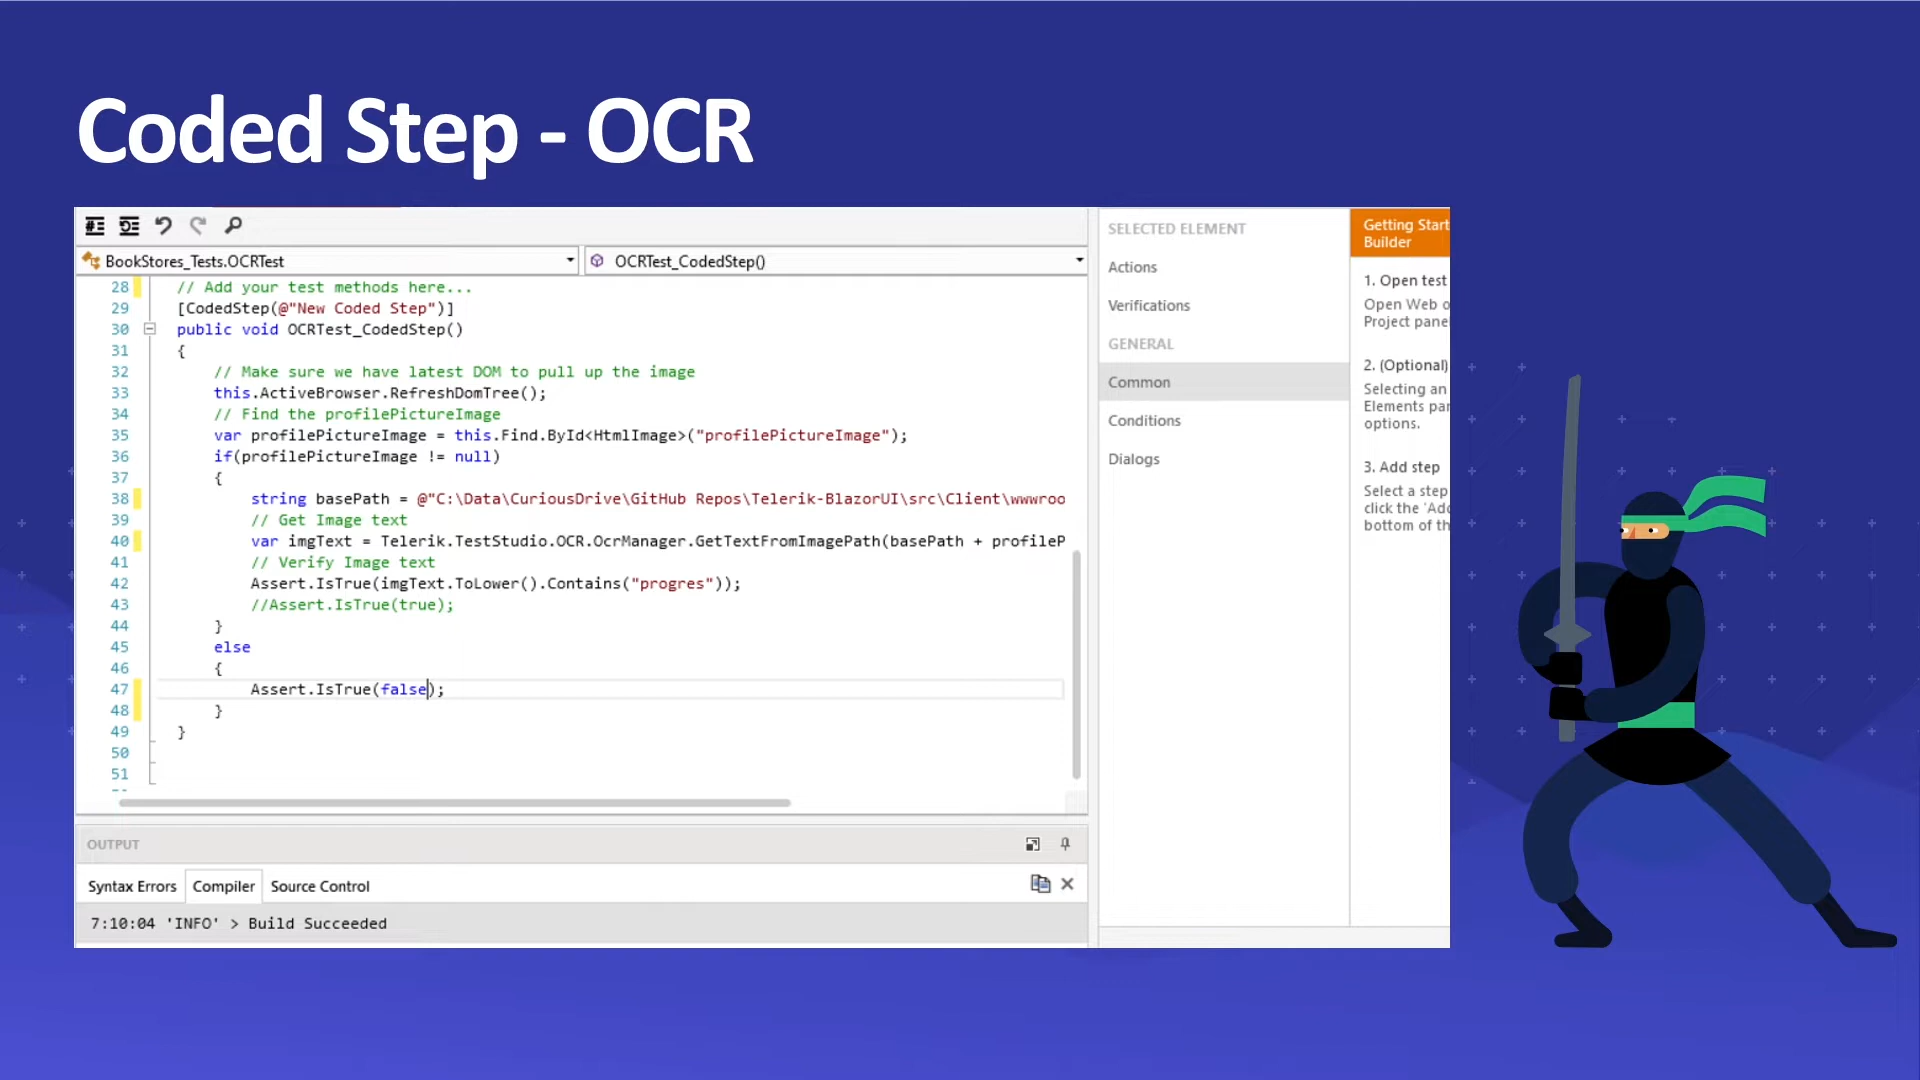 Coded Step - OCR
BookStores_Tests.OCRTest
OCRTest_CodedStep()
28 // Add your test methods here...
29 [CodedStep(@"New Coded Step")]
30 public void OCRTest_CodedStep()
31 {
32 // Make sure we have latest DOM to pull up the image
33 this.ActiveBrowser.RefreshDomTree();
34 // Find the profilePictureImage
35 var profilePictureImage = this.Find.ById<HtmlImage>("profilePictureImage");
36 if(profilePictureImage != null)
37 {
38 string basePath = @"C:\Data\CuriousDrive\GitHub Repos\Telerik-BlazorUI\src\Client\wwwroo
39 // Get Image text
40 var imgText = Telerik.TestStudio.OCR.OcrManager.GetTextFromImagePath(basePath + profileP
41 // Verify Image text
42 Assert.IsTrue(imgText.ToLower().Contains("progres"));
43 //Assert.IsTrue(true);
44 }
45 else
46 {
47 Assert.IsTrue(false);
48 }
49 }
50
51
OUTPUT
Syntax Errors Compiler Source Control
7:10:04 'INFO' > Build Succeeded
SELECTED ELEMENT
Actions
Verifications
GENERAL
Common
Conditions
Dialogs
Getting Start
Builder
1. Open test
Open Web o
Project pane
2. (Optional)
Selecting an
Elements pan
options.
3. Add step
Select a step
click the 'Add
bottom of th